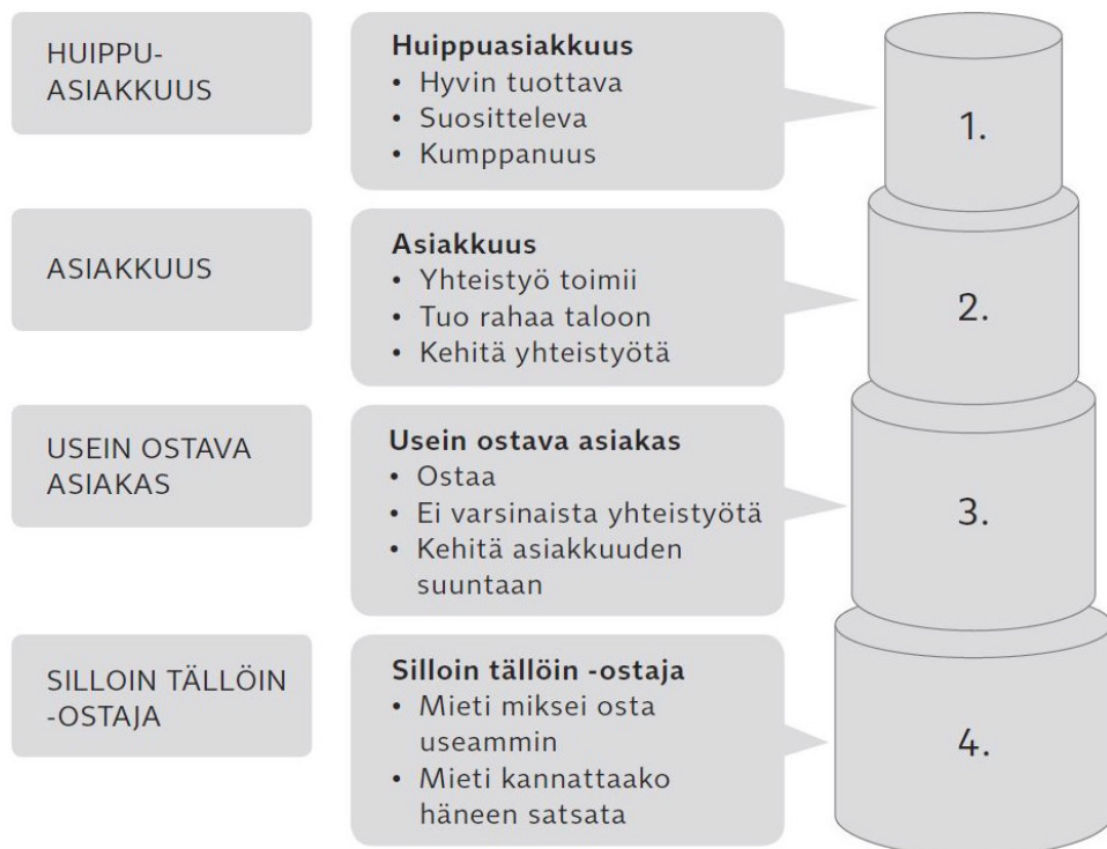 HUIPPU-
ASIAKKUUS
Huippuasiakkuus
• Hyvin tuottava
• Suositteleva
• Kumppanuus
1.
ASIAKKUUS
Asiakkuus
• Yhteistyö toimii
• Tuo rahaa taloon
• Kehitä yhteistyötä
2.
USEIN OSTAVA
ASIAKAS
Usein ostava asiakas
• Ostaa
• Ei varsinaista yhteistyötä
• Kehitä asiakkuuden
suuntaan
3.
SILLOIN TÄLLÖIN
-OSTAJA
Silloin tällöin -ostaja
• Mieti miksei osta
useammin
• Mieti kannattaako
häneen satsata
4.